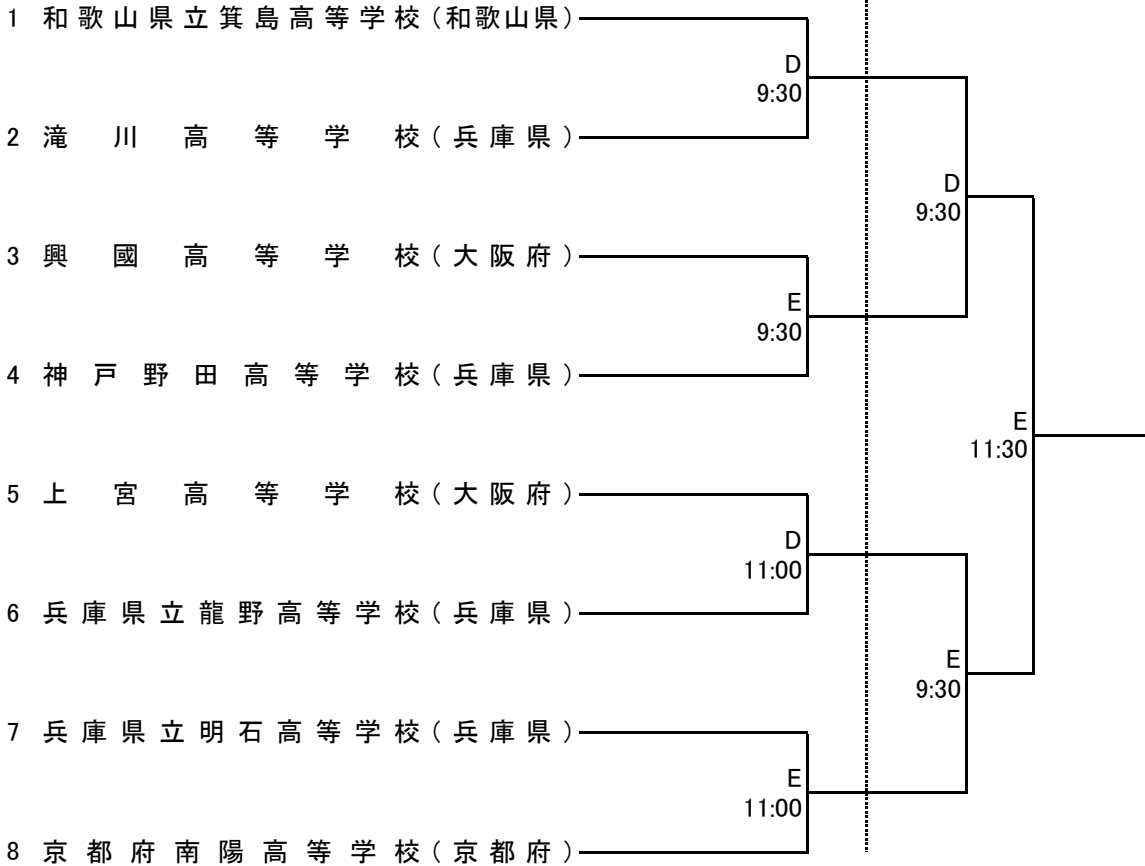 1 和歌山県立箕島高等学校(和歌山県)
D
9:30
2 滝川高等学校(兵庫県)
D
9:30
3 興國高等学校(大阪府)
E
9:30
4 神戸野田高等学校(兵庫県)
E
11:30
5 上宮高等学校(大阪府)
D
11:00
6 兵庫県立龍野高等学校(兵庫県)
E
9:30
7 兵庫県立明石高等学校(兵庫県)
E
11:00
8 京都府南陽高等学校(京都府)